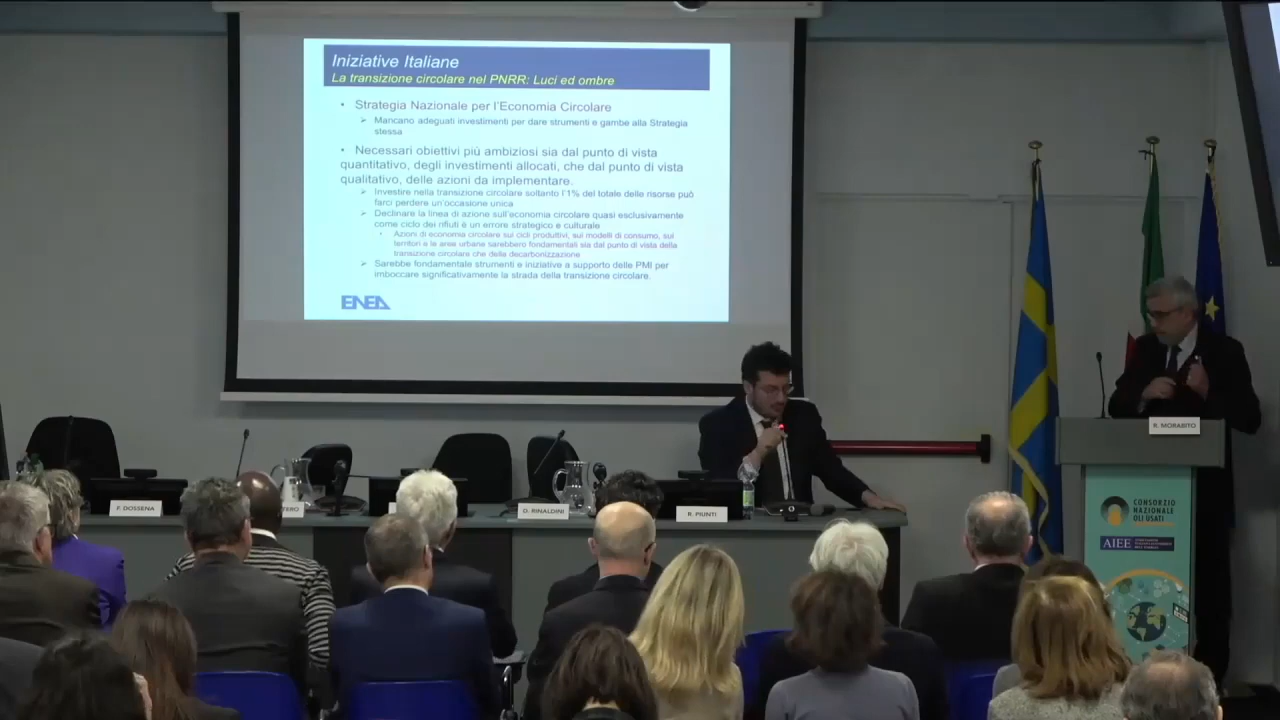 Iniziative Italiane
La transizione circolare nel PNRR: Luci ed ombre
• Strategia Nazionale per l'Economia Circolare
➢ Mancano adeguati investimenti per dare strumenti e gambe alla Strategia
stessa
• Necessari obiettivi più ambiziosi sia dal punto di vista
quantitativo, degli investimenti allocati, che dal punto di vista
qualitativo, delle azioni da implementare.
➢ Investire nella transizione circolare soltanto l'1% del totale delle risorse può
farci perdere un'occasione unica
➢ Declinare la linea di azione sull'economia circolare quasi esclusivamente
come ciclo dei rifiuti è un errore strategico e culturale
• Azioni di economia circolare sui cicli produttivi, sui modelli di consumo, sui
territori e le aree urbane sarebbero fondamentali sia dal punto di vista della
transizione circolare che delle decarbonizzazione
➢ Sarebbe fondamentale strumenti e iniziative a supporto delle PMI per
imboccare significativamente la strada della transizione circolare.
ENEA
R. MORABITO
P. DOSSENA
TERO
D. RINALDINI
R. PIUNTI
CONSORZIO
NAZIONALE
OLI USATI
AIEE